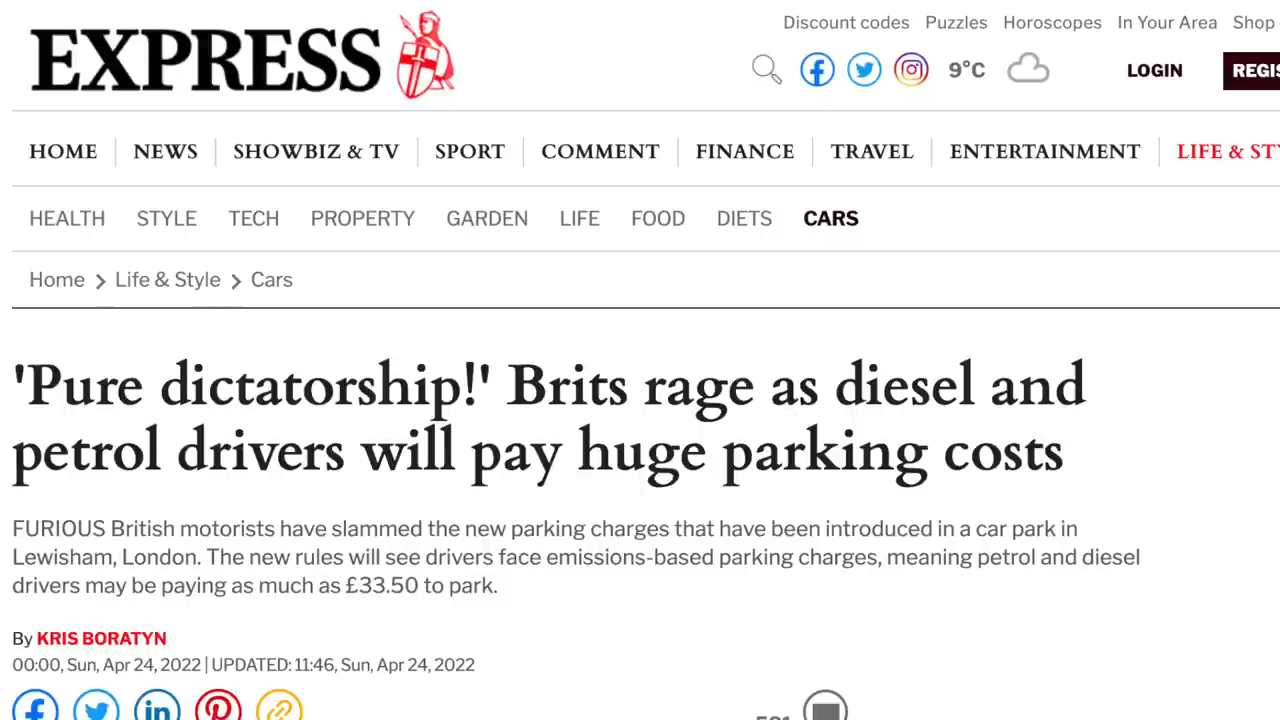 Discount codes Puzzles Horoscopes In Your Area Shop
EXPRESS
9°C LOGIN
HOME NEWS SHOWBIZ & TV SPORT COMMENT FINANCE TRAVEL ENTERTAINMENT LIFE &
HEALTH STYLE TECH PROPERTY GARDEN LIFE FOOD DIETS CARS
Home > Life & Style > Cars
'Pure dictatorship!' Brits rage as diesel and
petrol drivers will pay huge parking costs
FURIOUS British motorists have slammed the new parking charges that have been introduced in a car park in
Lewisham, London. The new rules will see drivers face emissions-based parking charges, meaning petrol and diesel
drivers may be paying as much as £33.50 to park.
By KRIS BORATYN
00:00, Sun, Apr 24, 2022 | UPDATED: 11:46, Sun, Apr 24, 2022